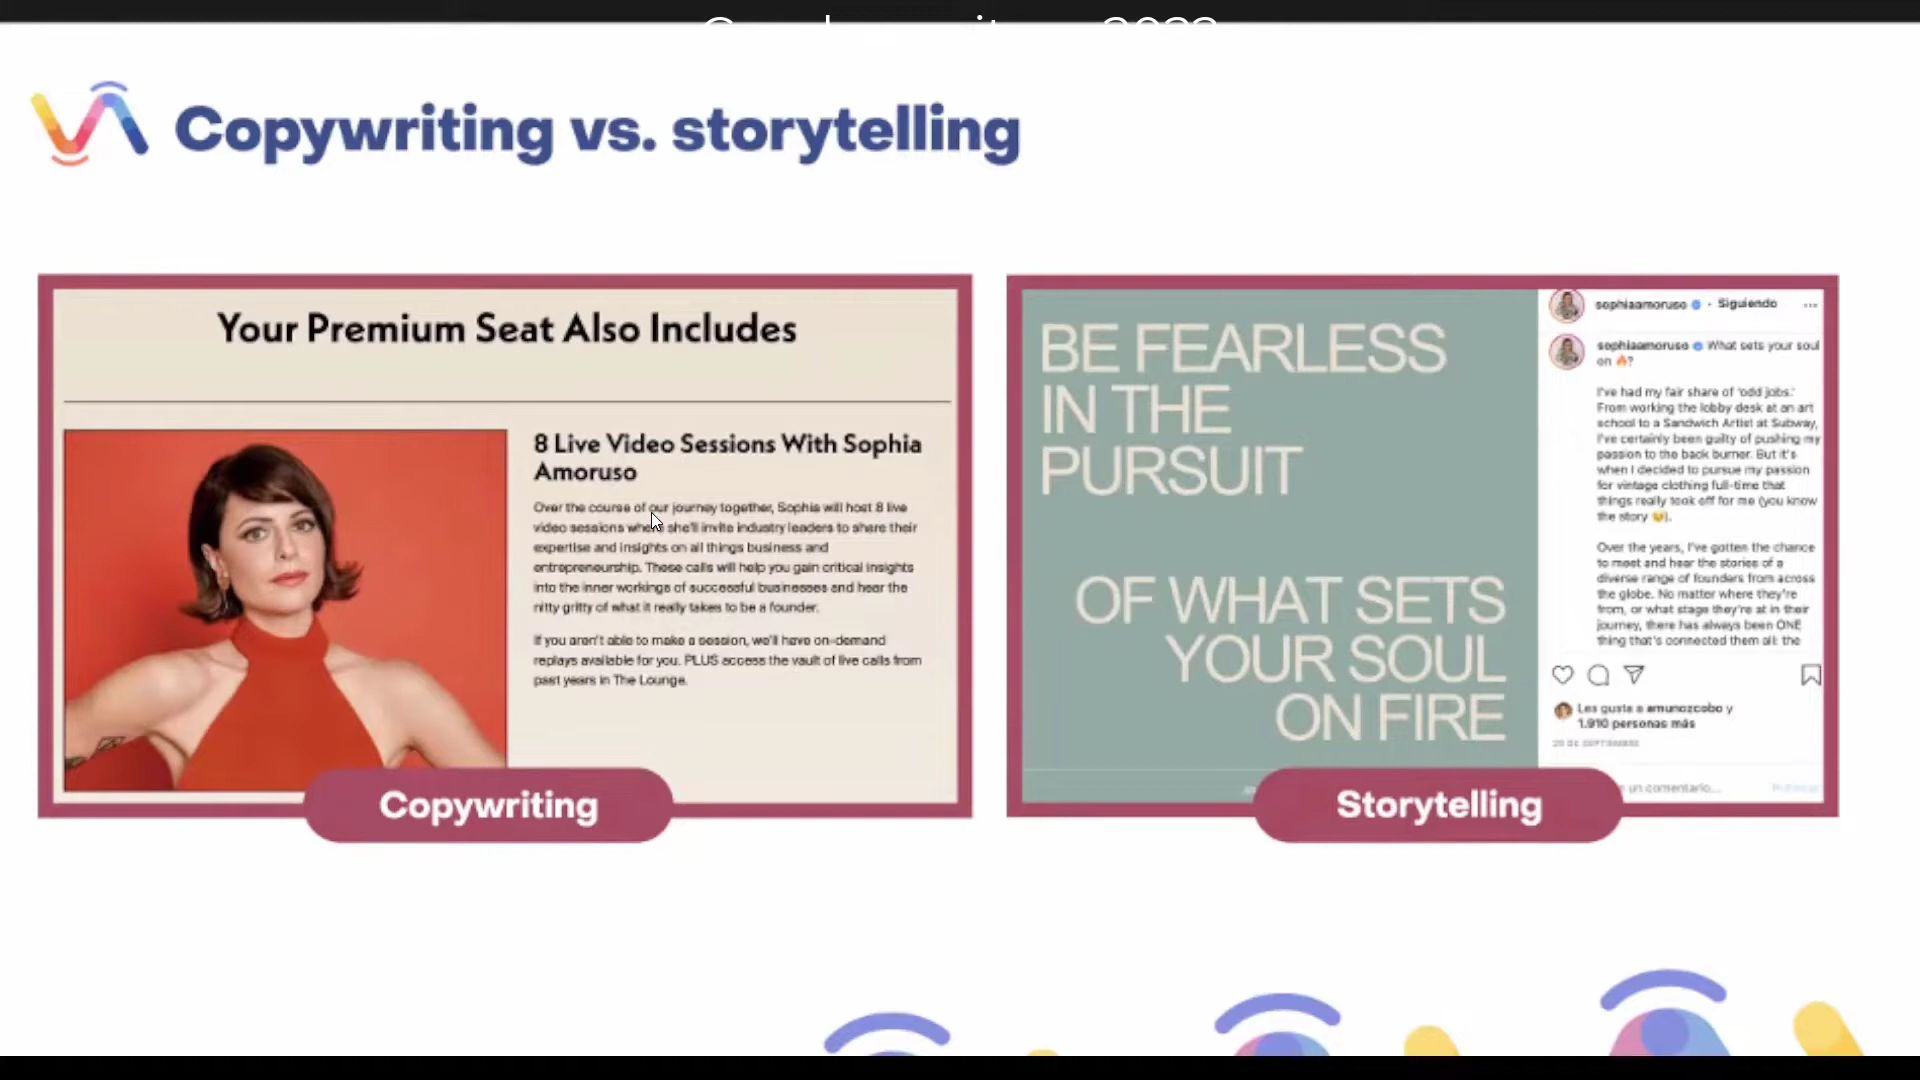 Copywriting vs. storytelling
Your Premium Seat Also Includes
8 Live Video Sessions With Sophia
Amoruso
Over the course of our journey together, Sophia will host 8 live
video sessions where she'll invite industry leaders to share their
expertise and insights on all things business and
entrepreneurship. These calls will help you gain critical insights
into the inner workings of successful businesses and hear the
nitty gritty of what it really takes to be a founder.
If you aren't able to make a session, we'll have on-demand
replays available for you. PLUS access the vault of live calls from
past years in The Lounge.
Copywriting
BE FEARLESS
IN THE
PURSUIT
OF WHAT SETS
YOUR SOUL
ON FIRE
sophiaamoruso • Siguiendo
sophiaamoruso What sets your soul
on 🔥?
I've had my fair share of 'odd jobs.'
From working the lobby desk at an art
school to a Sandwich Artist at Subway,
I've certainly been guilty of pushing my
passion to the back burner. But it's
when I decided to pursue my passion
for vintage clothing full-time that
things really took off for me (you know
the story 😉).
Over the years, I've gotten the chance
to meet and hear the stories of a
diverse range of founders from across
the globe. No matter where they're
from, or what stage they're at in their
journey, there has always been ONE
thing that's connected them all: the
Les gusta a amunozcobo y
1.910 personas más
29 DE SEPTIEMBRE
un comentario...
Storytelling